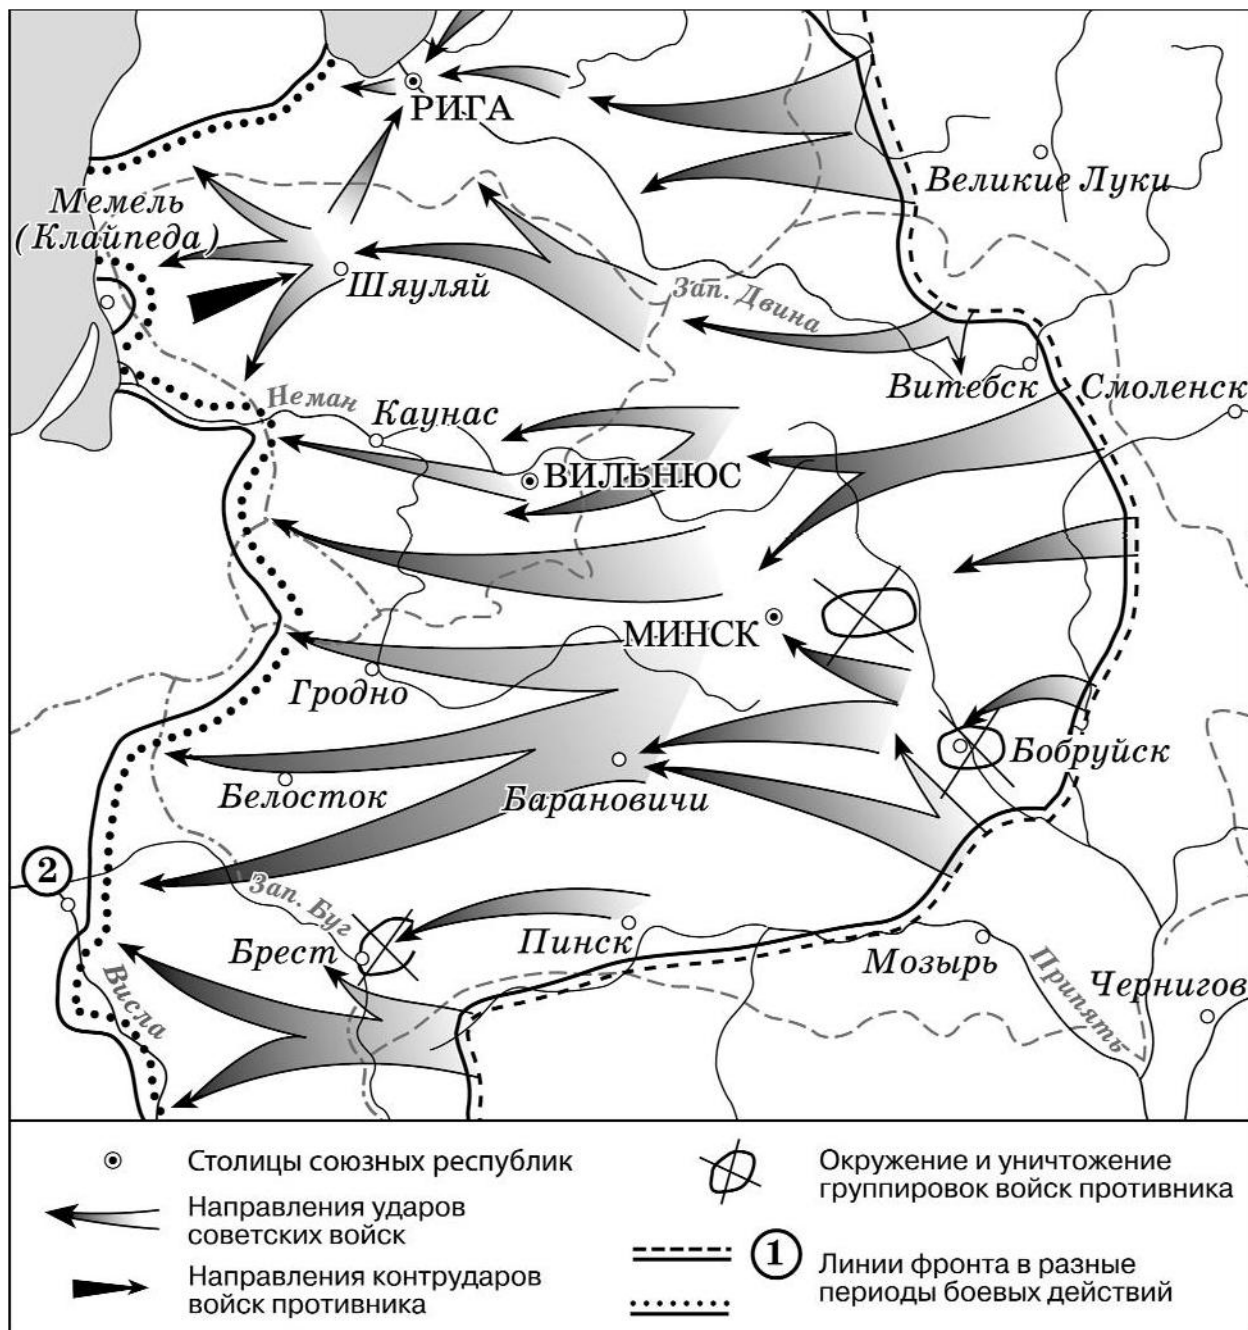 РИГА
Великие Луки
Мемель
(Клайпеда)
Шяуляй
Зап. Двина
Витебск
Смоленск
Неман
Каунас
ВИЛЬНЮС
МИНСК
Гродно
Бобруйск
Белосток
Барановичи
2
Зап. Буг
Брест
Пинск
Мозырь
Висла
Припять
Чернигов
Столицы союзных республик
Направления ударов
советских войск
Направления контрударов
войск противника
Окружение и уничтожение
группировок войск противника
1
Линии фронта в разные
периоды боевых действий